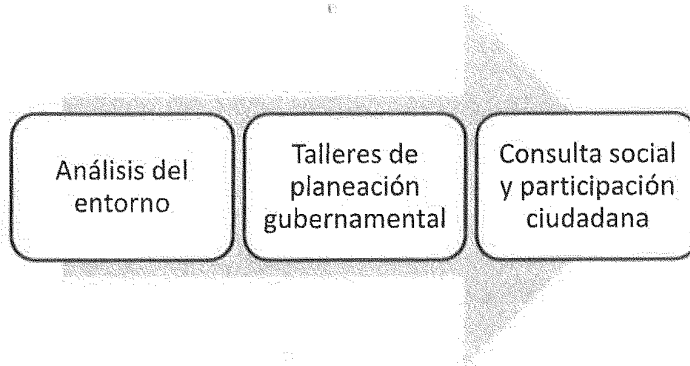 Análisis del
entorno
Talleres de
planeación
gubernamental
Consulta social
y participación
ciudadana